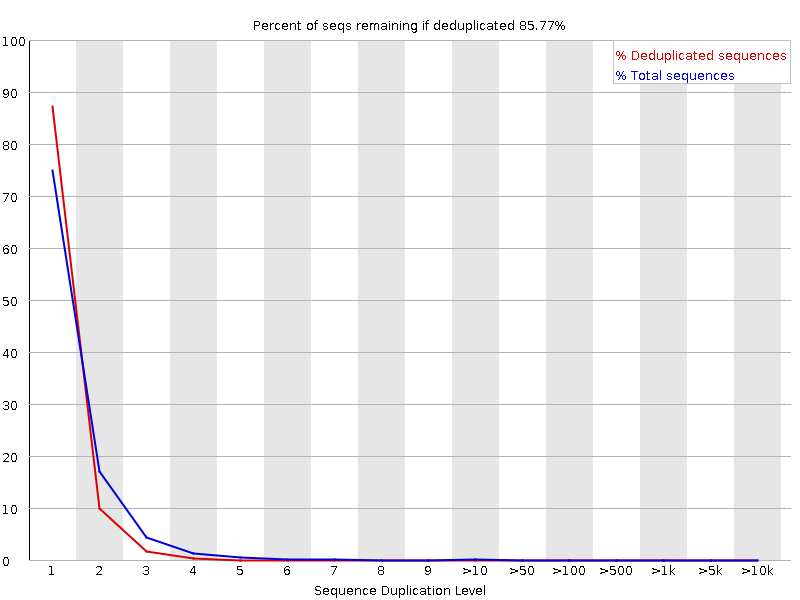 Percent of seqs remaining if deduplicated 85.77%
% Deduplicated sequences
% Total sequences
100
90
80
70
60
50
40
30
20
10
0
1 2 3 4 5 6 7 8 9 >10 >50 >100 >500 >1k >5k >10k
Sequence Duplication Level